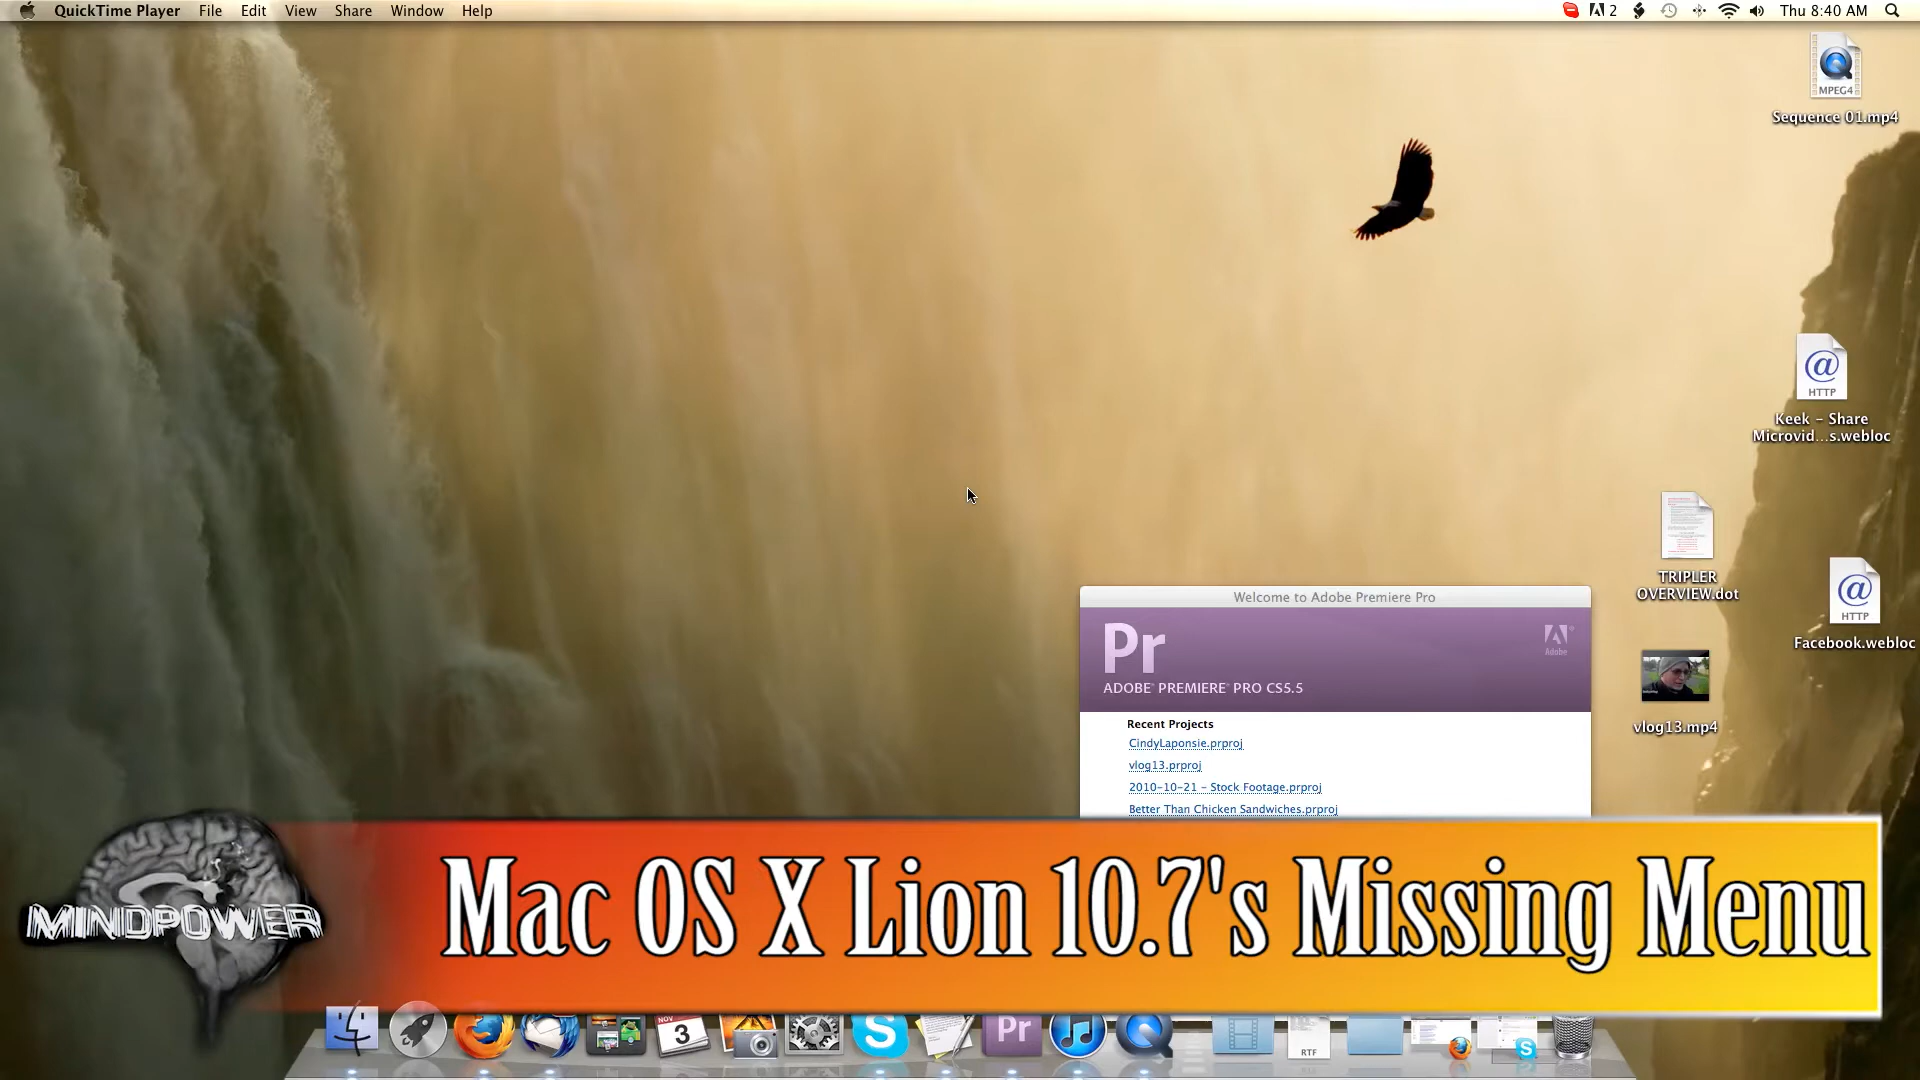 QuickTime Player File Edit View Share Window Help
2 Thu 8:40 AM
MPEG4
Sequence 01.mp4
HTTP
Keek – Share
Microvid...s.webloc
TRIPLER
OVERVIEW.dot
HTTP
Facebook.webloc
vlog13.mp4
Welcome to Adobe Premiere Pro
Pr
Adobe
ADOBE® PREMIERE® PRO CS5.5
Recent Projects
CindyLaponsie.prproj
vlog13.prproj
2010-10-21 – Stock Footage.prproj
Better Than Chicken Sandwiches.prproj
MINDPOWER
Mac OS X Lion 10.7's Missing Menu
NOV
3
S
Pr
RTF
S